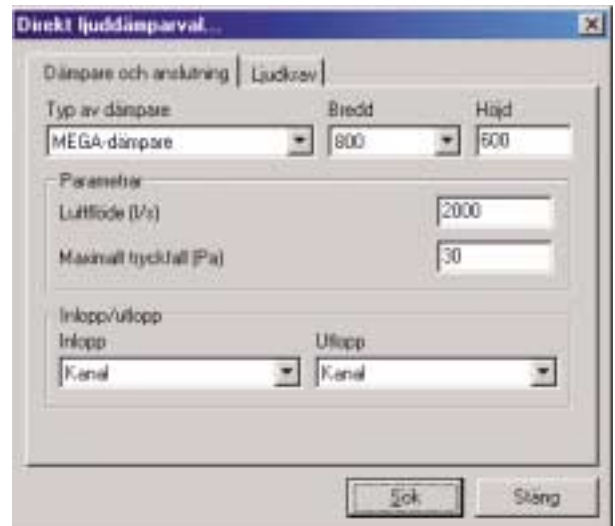 Direkt ljuddämparval...
Dämpare och anslutning Ljudkrav
Typ av dämpare Bredd Höjd
MEGA-dämpare 800 600
Parametrar
Luftflöde (l/s) 2000
Maximalt tryckfall (Pa) 30
Inlopp/utlopp
Inlopp Utlopp
Kanal Kanal
Sök Stäng